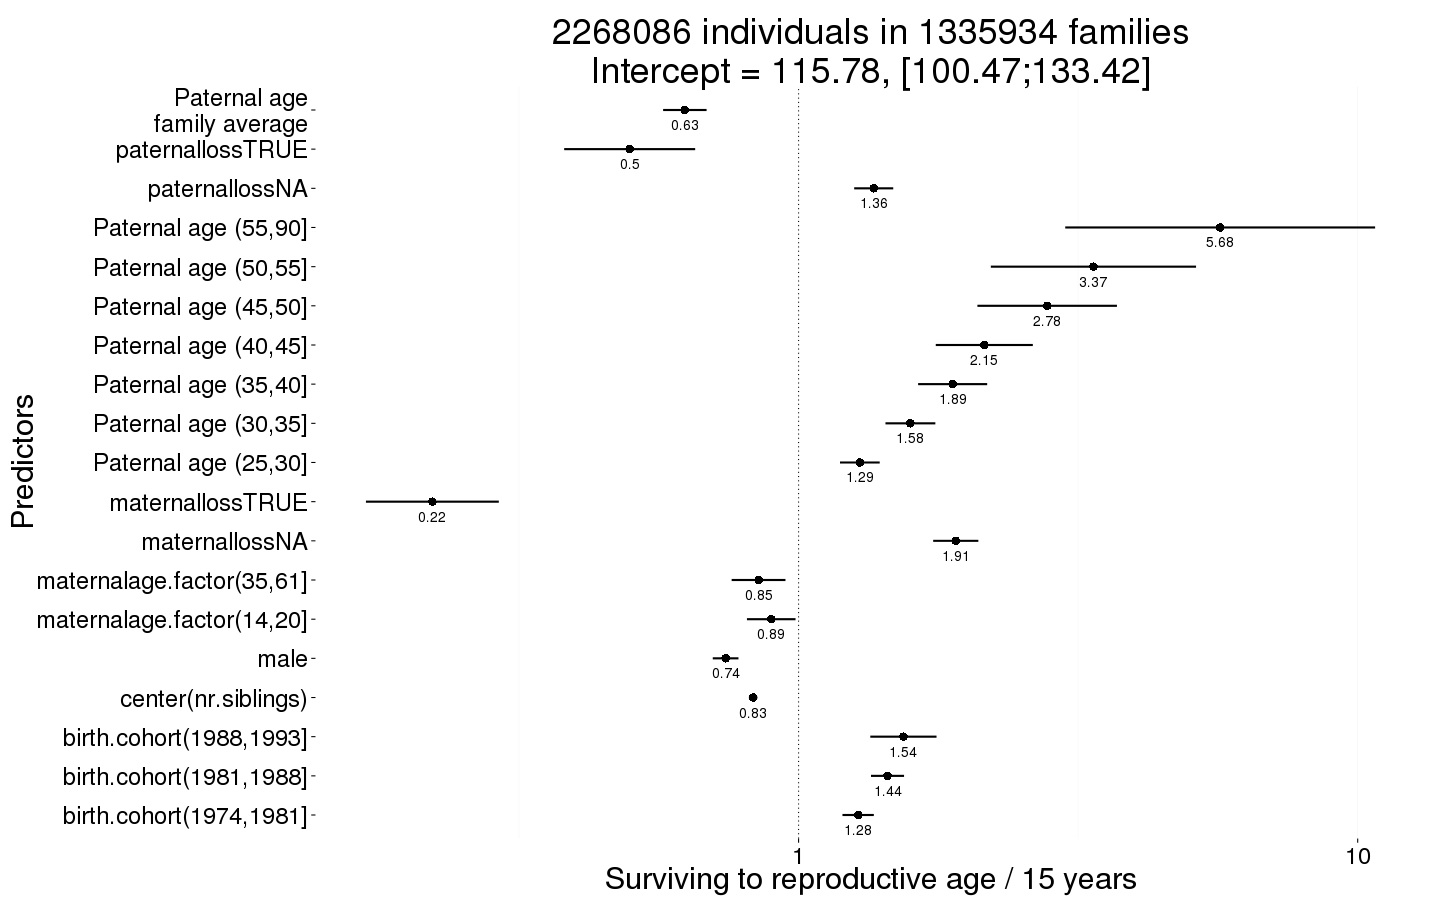 2268086 individuals in 1335934 families
Intercept = 115.78, [100.47;133.42]
Paternal age
family average
0.63
paternallossTRUE
0.5
paternallossNA
1.36
Paternal age (55,90]
5.68
Paternal age (50,55]
3.37
Paternal age (45,50]
2.78
Paternal age (40,45]
2.15
Paternal age (35,40]
1.89
Paternal age (30,35]
1.58
Paternal age (25,30]
1.29
maternallossTRUE
0.22
maternallossNA
1.91
maternalage.factor(35,61]
0.85
maternalage.factor(14,20]
0.89
male
0.74
center(nr.siblings)
0.83
birth.cohort(1988,1993]
1.54
birth.cohort(1981,1988]
1.44
birth.cohort(1974,1981]
1.28
Predictors
1 10
Surviving to reproductive age / 15 years